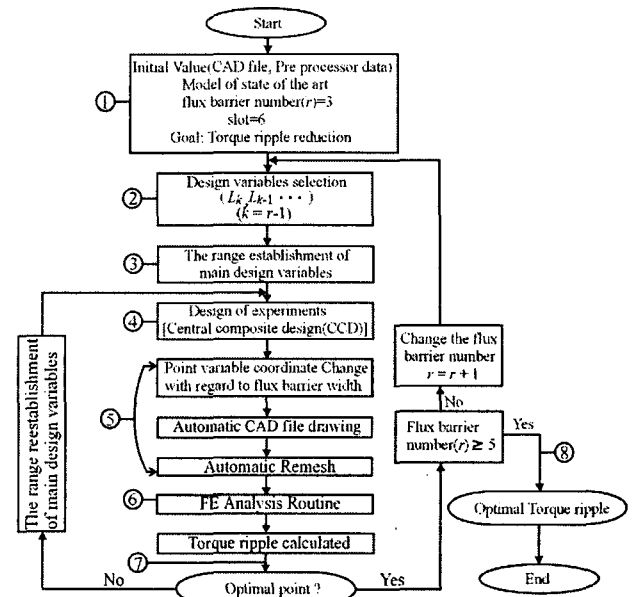 Start
①
Initial Value(CAD file, Pre processor data)
Model of state of the art
flux barrier number(r)=3
slot=6
Goal: Torque ripple reduction
②
Design variables selection
( Lk, Lk-1 ･･･ )
(k = r-1)
③
The range establishment of
main design variables
④
Design of experiments
[Central composite design(CCD)]
The range reestablishment
of main design variables
⑤
Point variable coordinate Change
with regard to flux barrier width
Automatic CAD file drawing
Automatic Remesh
⑥
FE Analysis Routine
Torque ripple calculated
⑦
No
Optimal point ?
Yes
Change the flux
barrier number
r = r + 1
No
Flux barrier
number(r) ≥ 5
Yes
⑧
Optimal Torque ripple
End